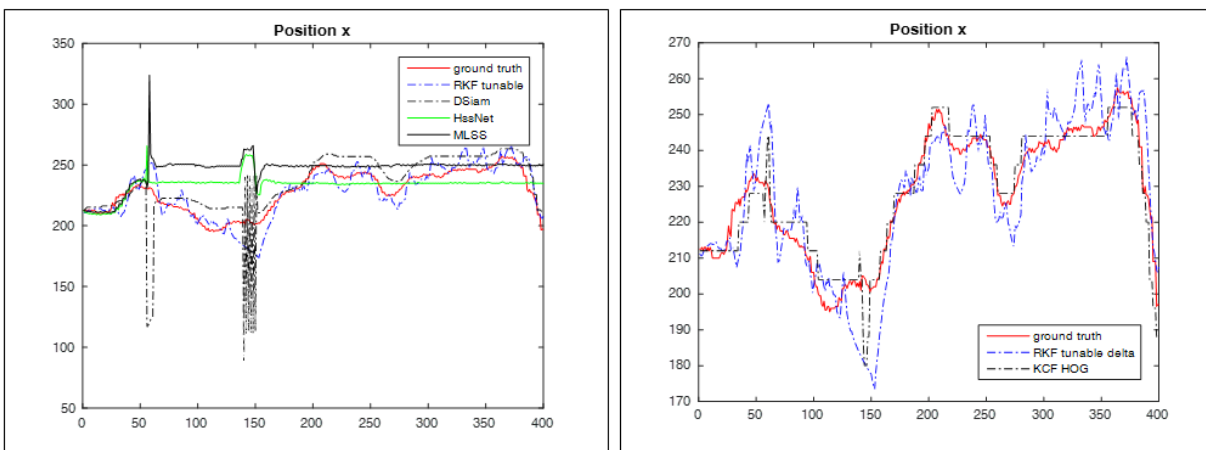 Position x
350
300
250
200
150
100
50
0 50 100 150 200 250 300 350 400
ground truth
RKF tunable
DSiam
HssNet
MLSS
Position x
270
260
250
240
230
220
210
200
190
180
170
0 50 100 150 200 250 300 350 400
ground truth
RKF tunable delta
KCF HOG